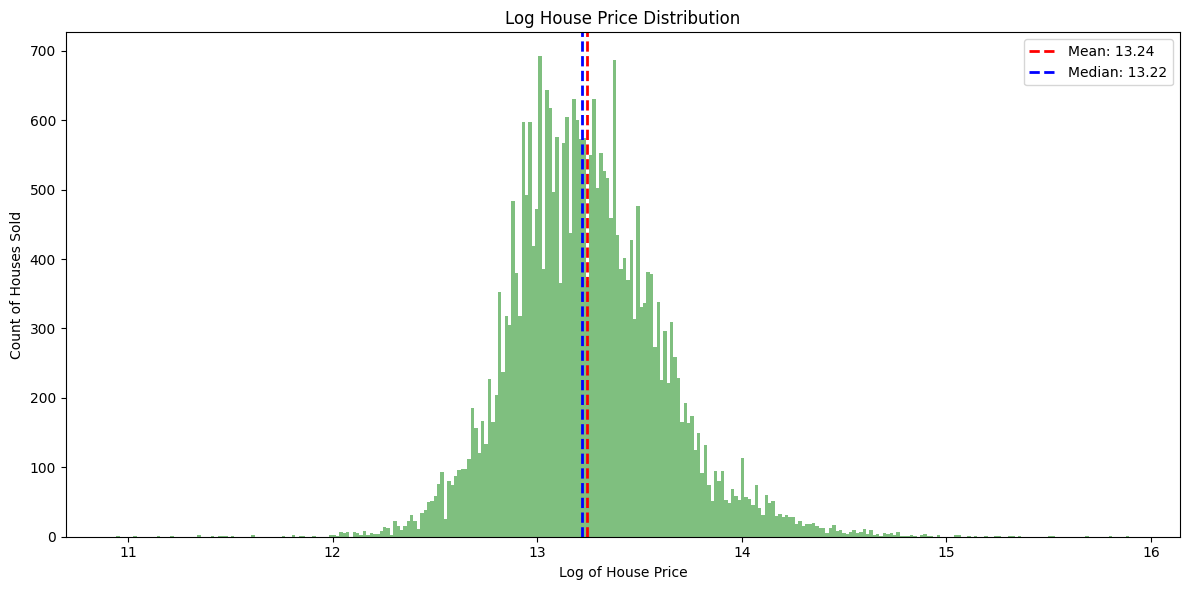 Log House Price Distribution
Mean: 13.24
Median: 13.22
Count of Houses Sold
700
600
500
400
300
200
100
0
11 12 13 14 15 16
Log of House Price